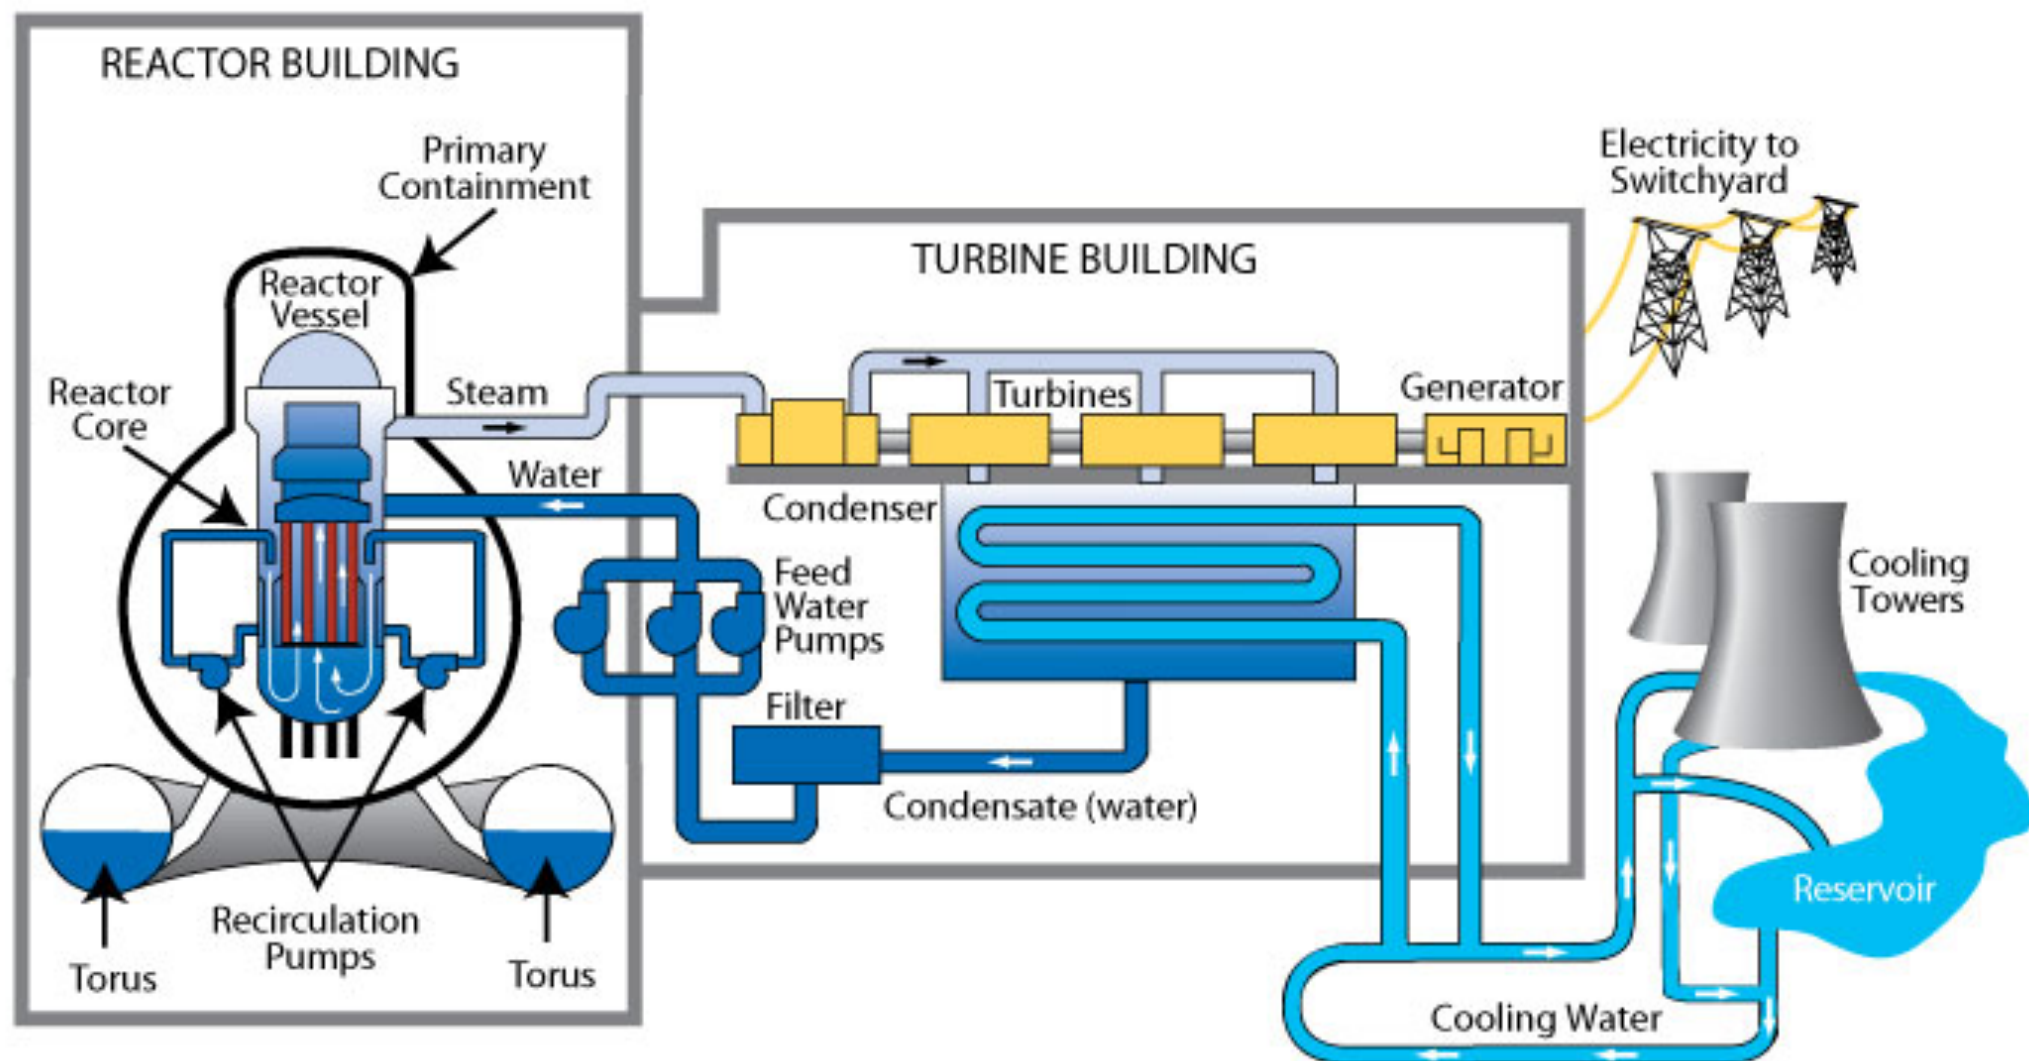 REACTOR BUILDING
Primary
Containment
Reactor
Vessel
Reactor
Core
Steam
Water
Recirculation
Pumps
Torus
Torus
TURBINE BUILDING
Turbines
Generator
Condenser
Feed
Water
Pumps
Filter
Condensate (water)
Electricity to
Switchyard
Cooling
Towers
Reservoir
Cooling Water